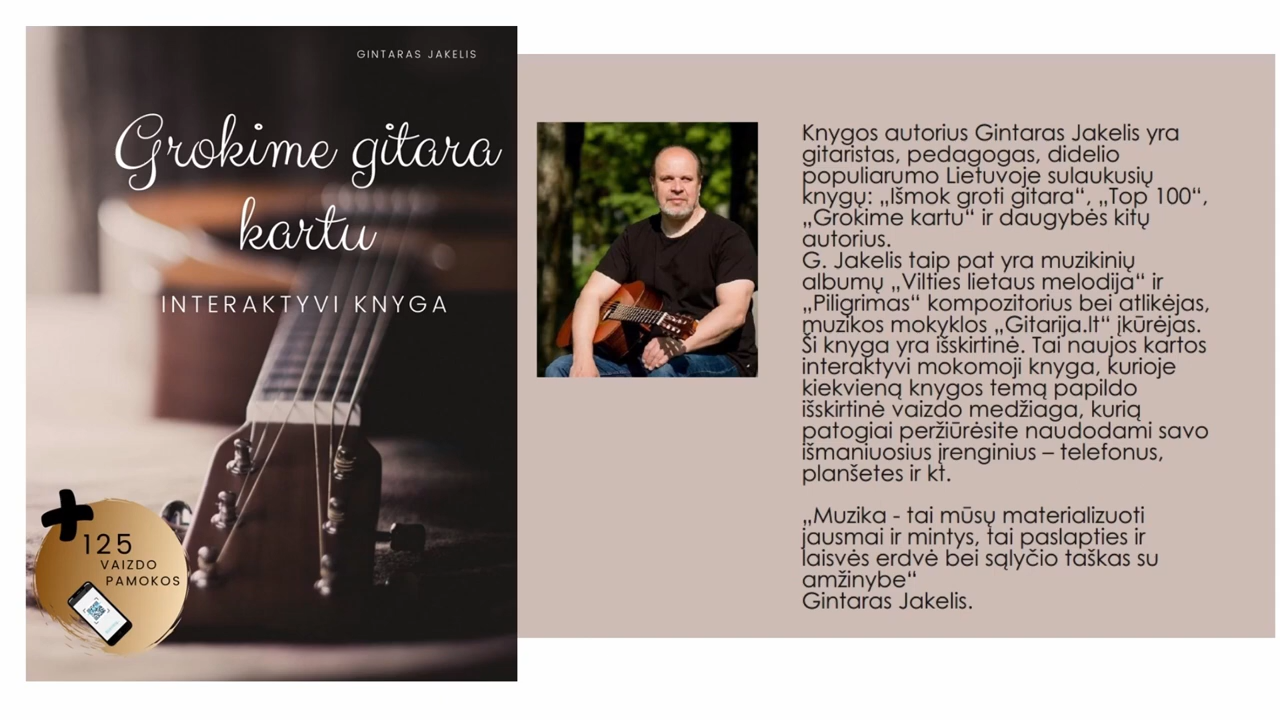 GINTARAS JAKELIS
Grokime gitara
kartu
INTERAKTYVI KNYGA
125
VAIZDO
PAMOKOS
Knygos autorius Gintaras Jakelis yra
gitaristas, pedagogas, didelio
populiarumo Lietuvoje sulaukusių
knygų: „Išmok groti gitara“, „Top 100“,
„Grokime kartu“ ir daugybės kitų
autorius.
G. Jakelis taip pat yra muzikinių
albumų „Vilties lietaus melodija“ ir
„Piligrimas“ kompozitorius bei atlikėjas,
muzikos mokyklos „Gitarija.lt“ įkūrėjas.
Ši knyga yra išskirtinė. Tai naujos kartos
interaktyvi mokomoji knyga, kurioje
kiekvieną knygos temą papildo
išskirtinė vaizdo medžiaga, kurią
patogiai peržiūrėsite naudodami savo
išmaniuosius įrenginius – telefonus,
planšetes ir kt.
„Muzika - tai mūsų materializuoti
jausmai ir mintys, tai paslapties ir
laisvės erdvė bei sąlyčio taškas su
amžinybe“
Gintaras Jakelis.